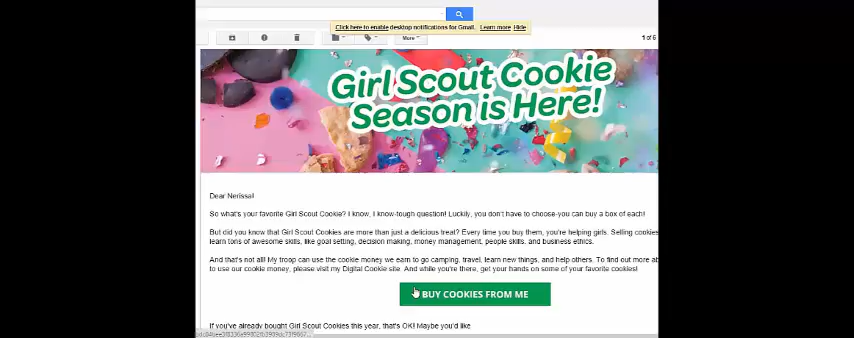 Click here to enable desktop notifications for Gmail. Learn more Hide
More
1 of 6
Girl Scout Cookie
Season is Here!
Dear Nerissa!
So what's your favorite Girl Scout Cookie? I know, I know-tough question! Luckily, you don't have to choose-you can buy a box of each!
But did you know that Girl Scout Cookies are more than just a delicious treat? Every time you buy them, you're helping girls. Selling cookies
learn tons of awesome skills, like goal setting, decision making, money management, people skills, and business ethics.
And that's not all! My troop can use the cookie money we earn to go camping, travel, learn new things, and help others. To find out more ab
to use our cookie money, please visit my Digital Cookie site. And while you're there, get your hands on some of your favorite cookies!
BUY COOKIES FROM ME
If you've already bought Girl Scout Cookies this year, that's OK! Maybe you'd like